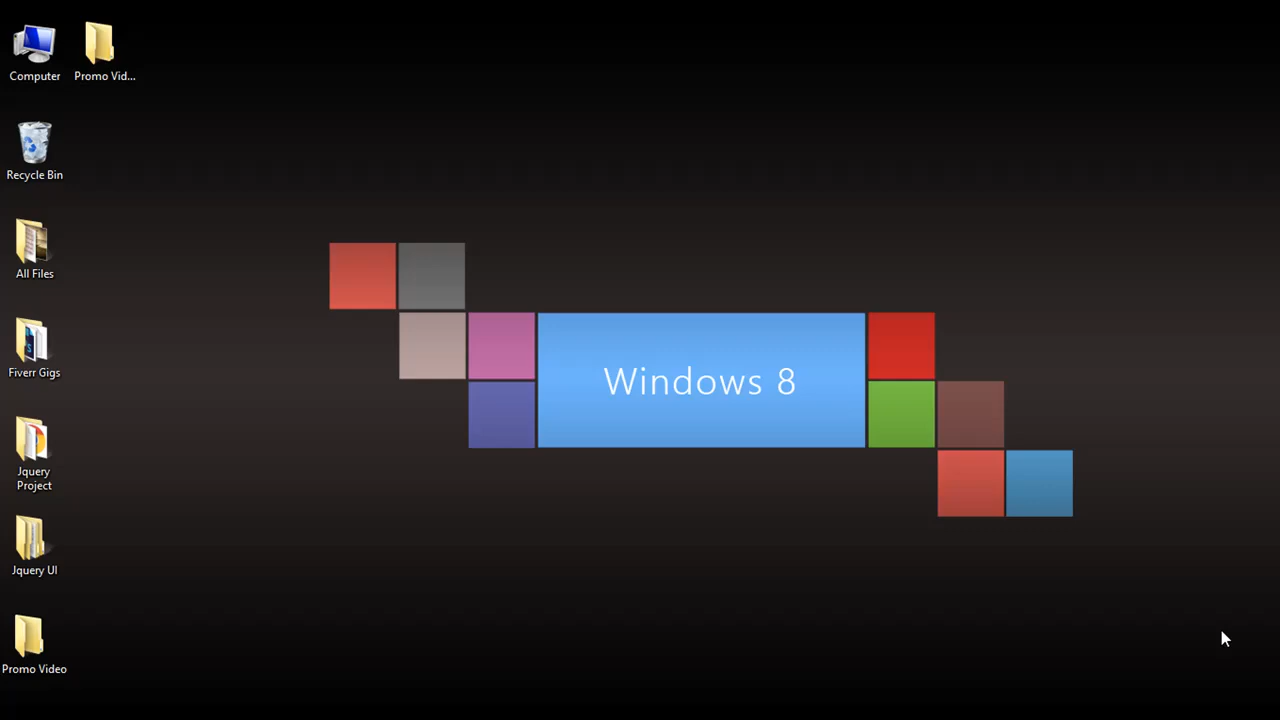 Computer
Promo Vid...
Recycle Bin
All Files
Fiverr Gigs
Jquery
Project
Jquery UI
Promo Video
Windows 8